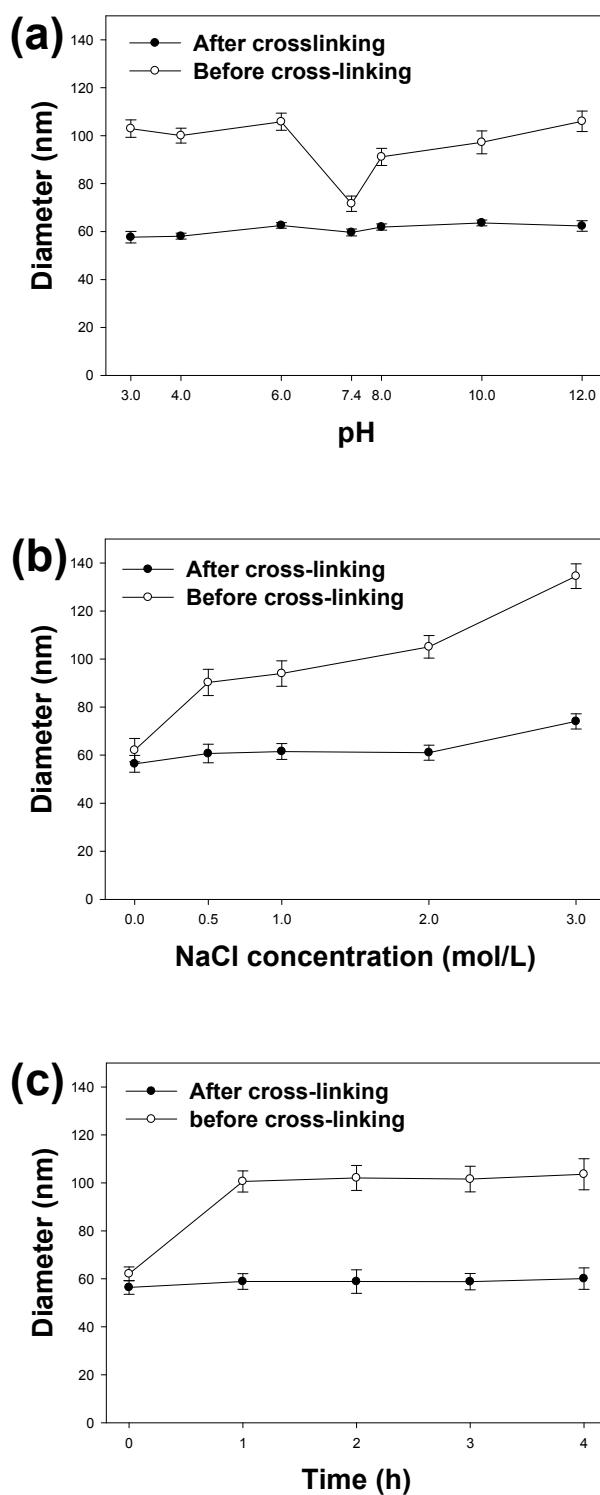 (a)
After crosslinking
Before cross-linking
140
120
100
80
60
40
20
0
Diameter (nm)
3.0 4.0 6.0 7.4 8.0 10.0 12.0
pH
(b)
After cross-linking
Before cross-linking
140
120
100
80
60
40
20
0
Diameter (nm)
0.0 0.5 1.0 2.0 3.0
NaCl concentration (mol/L)
(c)
After cross-linking
before cross-linking
140
120
100
80
60
40
20
0
Diameter (nm)
0 1 2 3 4
Time (h)